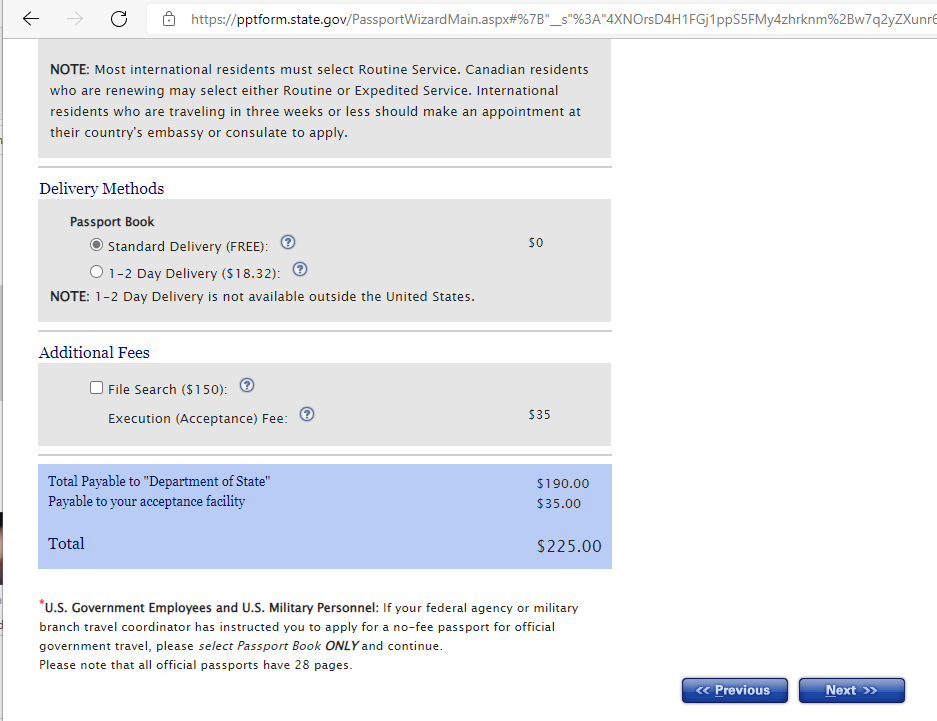 https://pptform.state.gov/PassportWizardMain.aspx#%7B"__s"%3A"4XNOrsD4H1FGj1ppS5FMy4zhrknm%2Bw7q2yZXunr6
NOTE: Most international residents must select Routine Service. Canadian residents
who are renewing may select either Routine or Expedited Service. International
residents who are traveling in three weeks or less should make an appointment at
their country's embassy or consulate to apply.
Delivery Methods
Passport Book
Standard Delivery (FREE): ? $0
1-2 Day Delivery ($18.32): ?
NOTE: 1-2 Day Delivery is not available outside the United States.
Additional Fees
File Search ($150): ?
Execution (Acceptance) Fee: ? $35
Total Payable to "Department of State" $190.00
Payable to your acceptance facility $35.00
Total $225.00
*U.S. Government Employees and U.S. Military Personnel: If your federal agency or military
branch travel coordinator has instructed you to apply for a no-fee passport for official
government travel, please select Passport Book ONLY and continue.
Please note that all official passports have 28 pages.
<< Previous Next >>